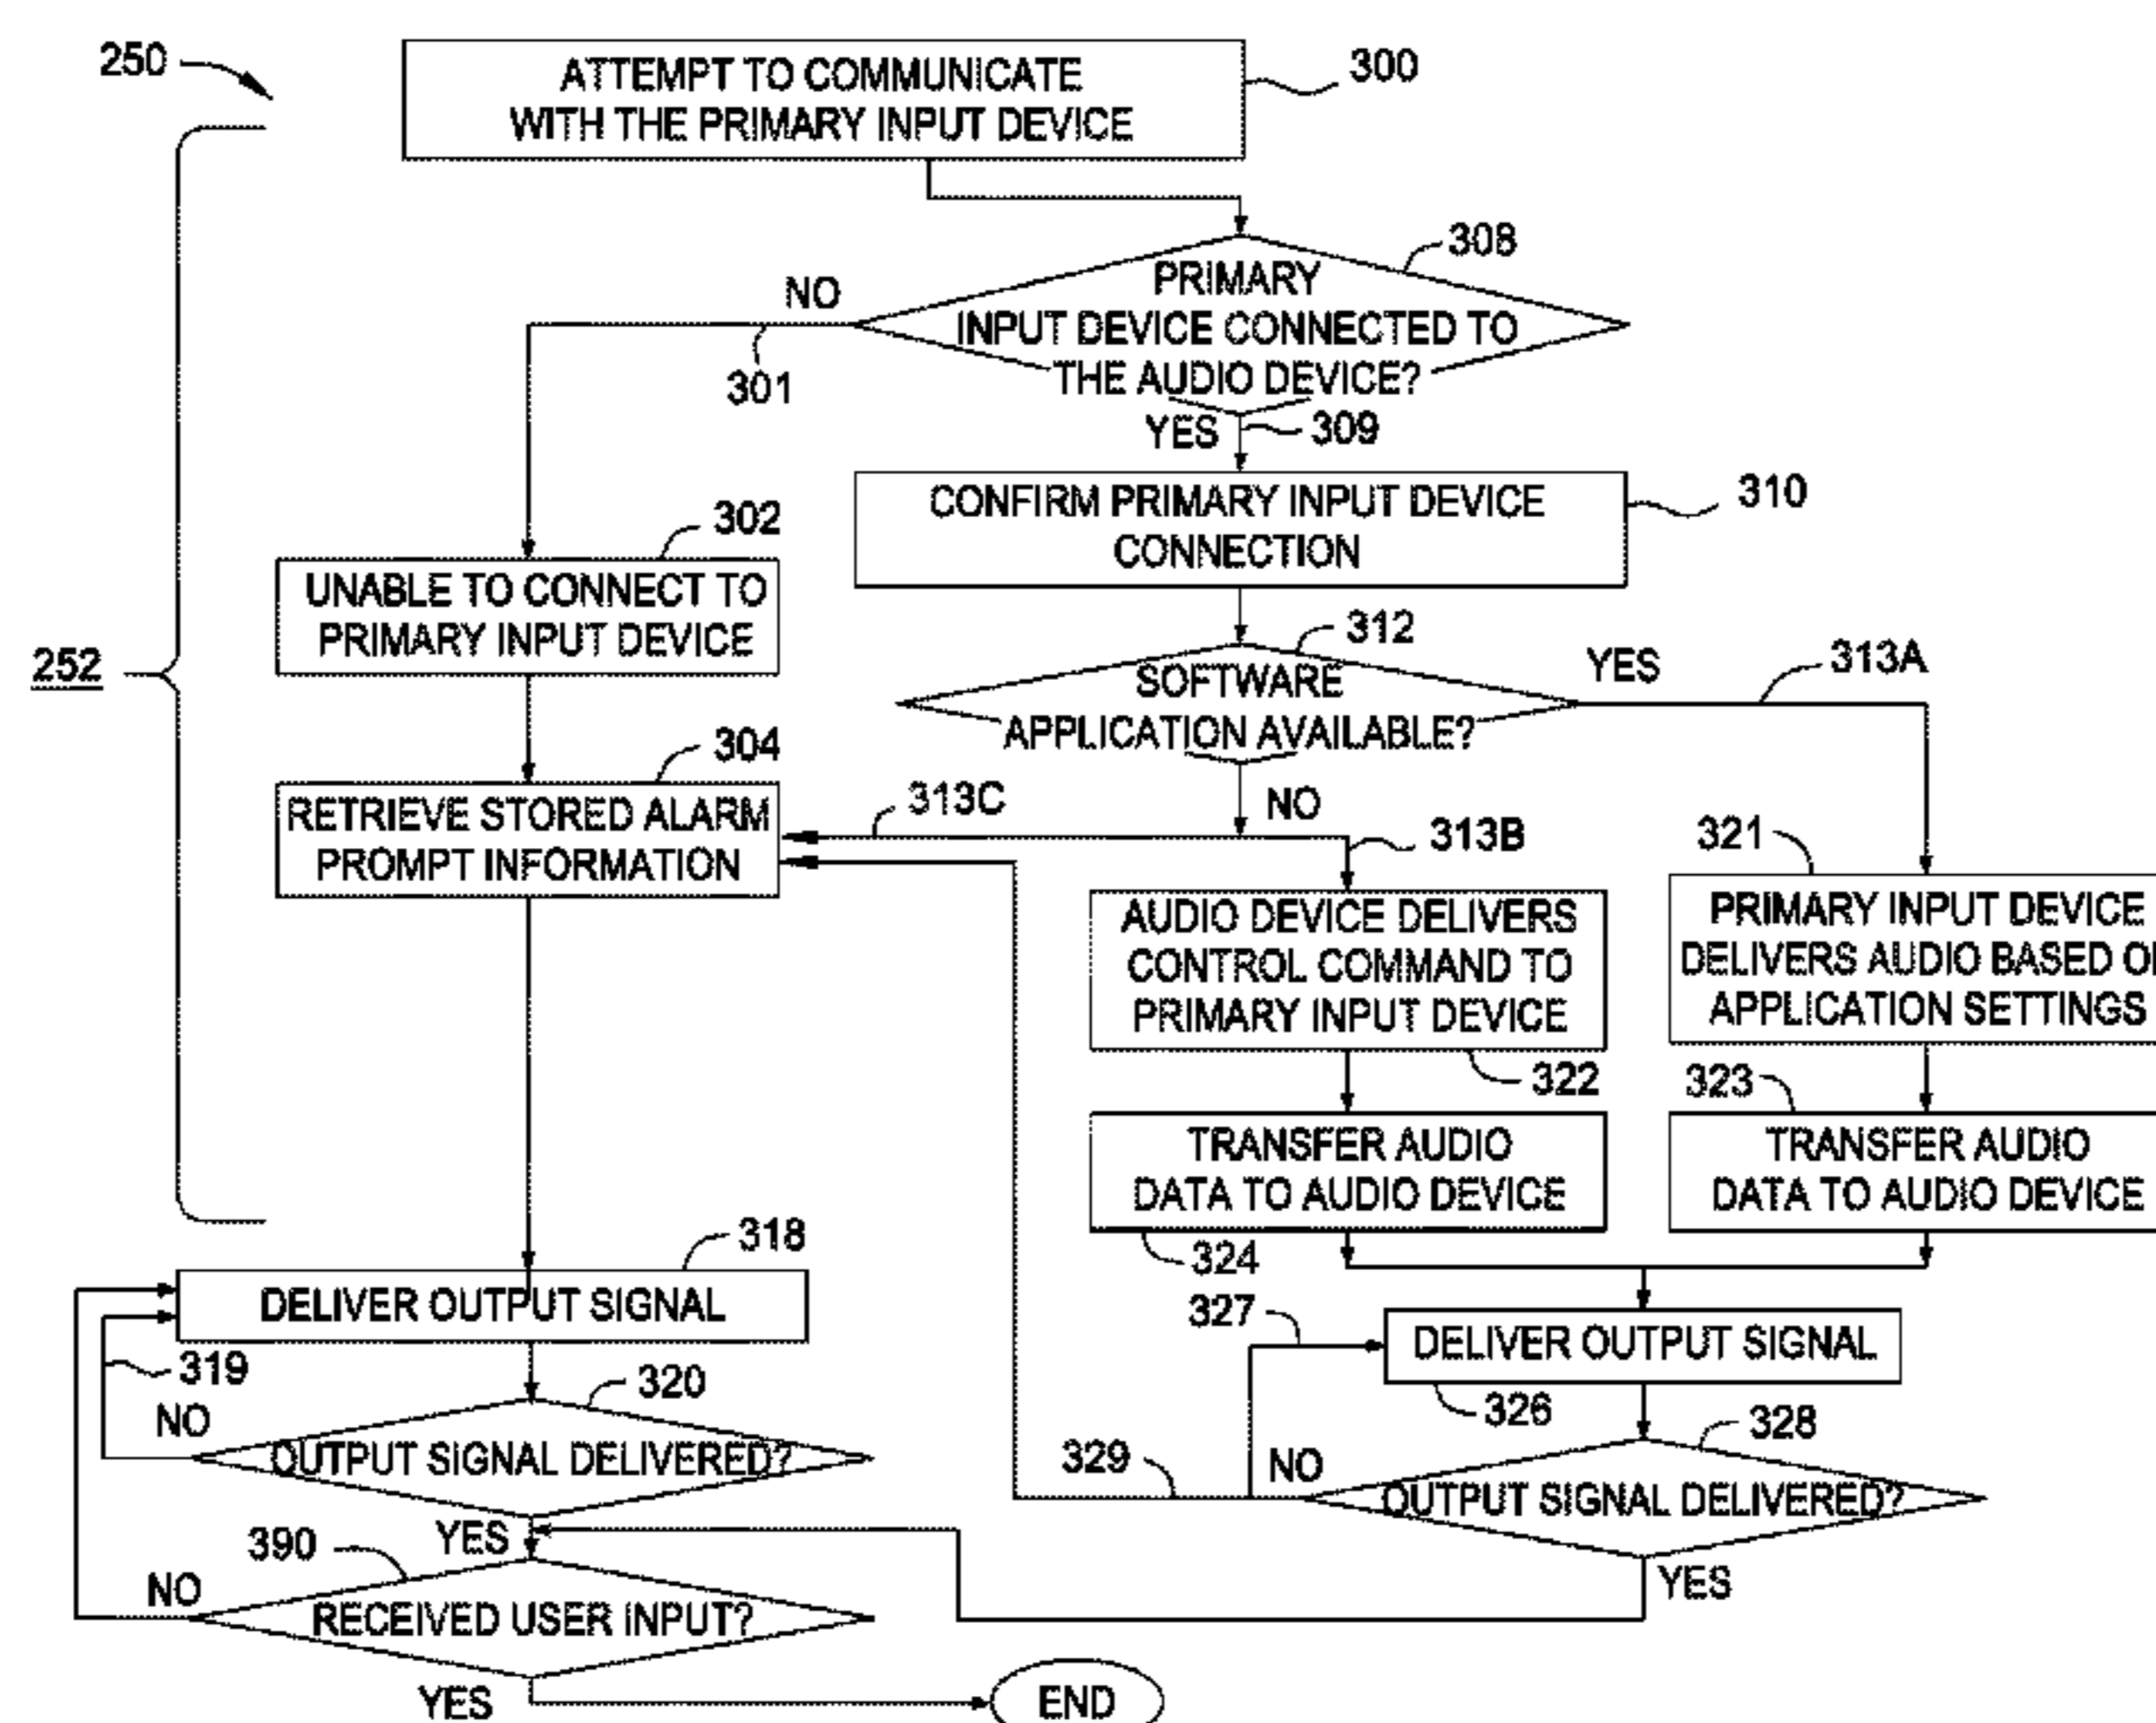 250
ATTEMPT TO COMMUNICATE
WITH THE PRIMARY INPUT DEVICE
300
308
PRIMARY
INPUT DEVICE CONNECTED TO
THE AUDIO DEVICE?
NO
301
YES
309
CONFIRM PRIMARY INPUT DEVICE
CONNECTION
310
302
UNABLE TO CONNECT TO
PRIMARY INPUT DEVICE
252
312
SOFTWARE
APPLICATION AVAILABLE?
YES
313A
304
RETRIEVE STORED ALARM
PROMPT INFORMATION
313C
NO
313B
321
AUDIO DEVICE DELIVERS
CONTROL COMMAND TO
PRIMARY INPUT DEVICE
322
PRIMARY INPUT DEVICE
DELIVERS AUDIO BASED
APPLICATION SETTINGS
323
TRANSFER AUDIO
DATA TO AUDIO DEVICE
324
TRANSFER AUDIO
DATA TO AUDIO DEVICE
318
DELIVER OUTPUT SIGNAL
319
327
DELIVER OUTPUT SIGNAL
326
320
NO
OUTPUT SIGNAL DELIVERED?
YES
328
329
NO
OUTPUT SIGNAL DELIVERED?
YES
390
NO
RECEIVED USER INPUT?
YES
END